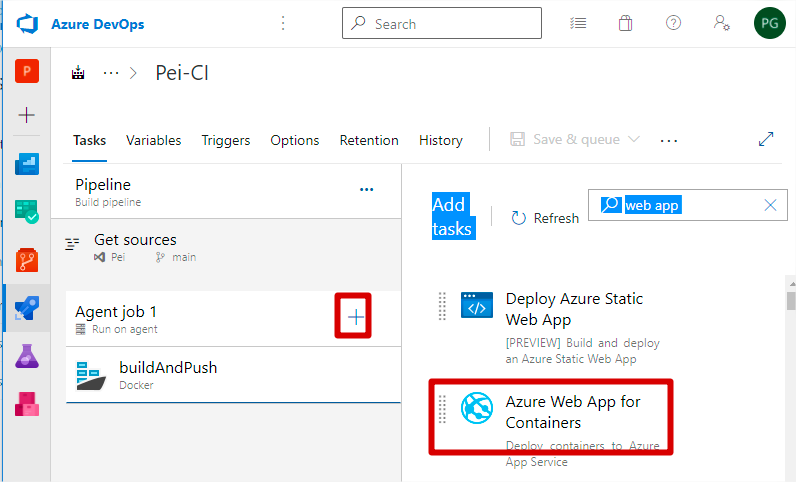 Azure DevOps
Search
PG
P
... Pei-CI
Tasks Variables Triggers Options Retention History Save & queue ...
Pipeline
Build pipeline
Get sources
Pei main
Agent job 1
Run on agent
buildAndPush
Docker
Add
tasks
Refresh
web app
Deploy Azure Static
Web App
[PREVIEW] Build and deploy
an Azure Static Web App
Azure Web App for
Containers
Deploy containers to Azure
App Service